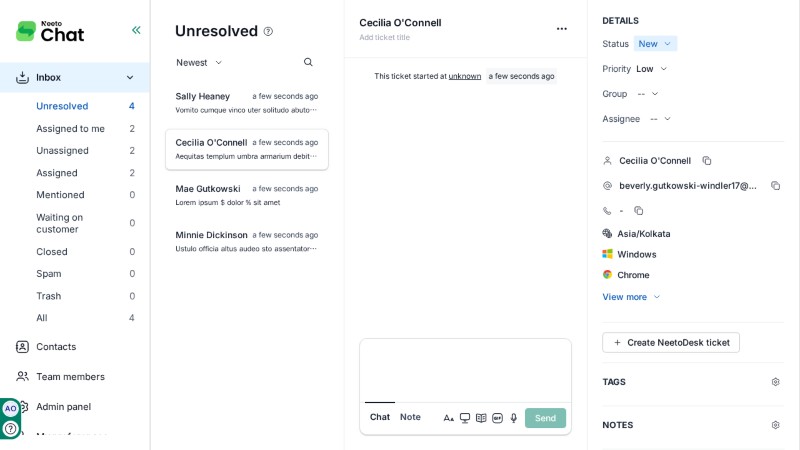 Neeto
Chat
Inbox
Unresolved 4
Assigned to me 2
Unassigned 2
Assigned 2
Mentioned 0
Waiting on
customer 0
Closed 0
Spam 0
Trash 0
All 4
Contacts
Team members
Admin panel
AO
Unresolved
Newest
Sally Heaney a few seconds ago
Vomito cumque vinco uter solitudo abuto···
Cecilia O'Connell a few seconds ago
Aequitas templum umbra armarium debit···
Mae Gutkowski a few seconds ago
Lorem ipsum $ dolor % sit amet
Minnie Dickinson a few seconds ago
Ustulo officia altus audeo sto assentator···
Cecilia O'Connell
Add ticket title
This ticket started at unknown a few seconds ago
Chat Note
Send
DETAILS
Status New
Priority Low
Group --
Assignee --
Cecilia O'Connell
beverly.gutkowski-windler17@...
-
Asia/Kolkata
Windows
Chrome
View more
+ Create NeetoDesk ticket
TAGS
NOTES